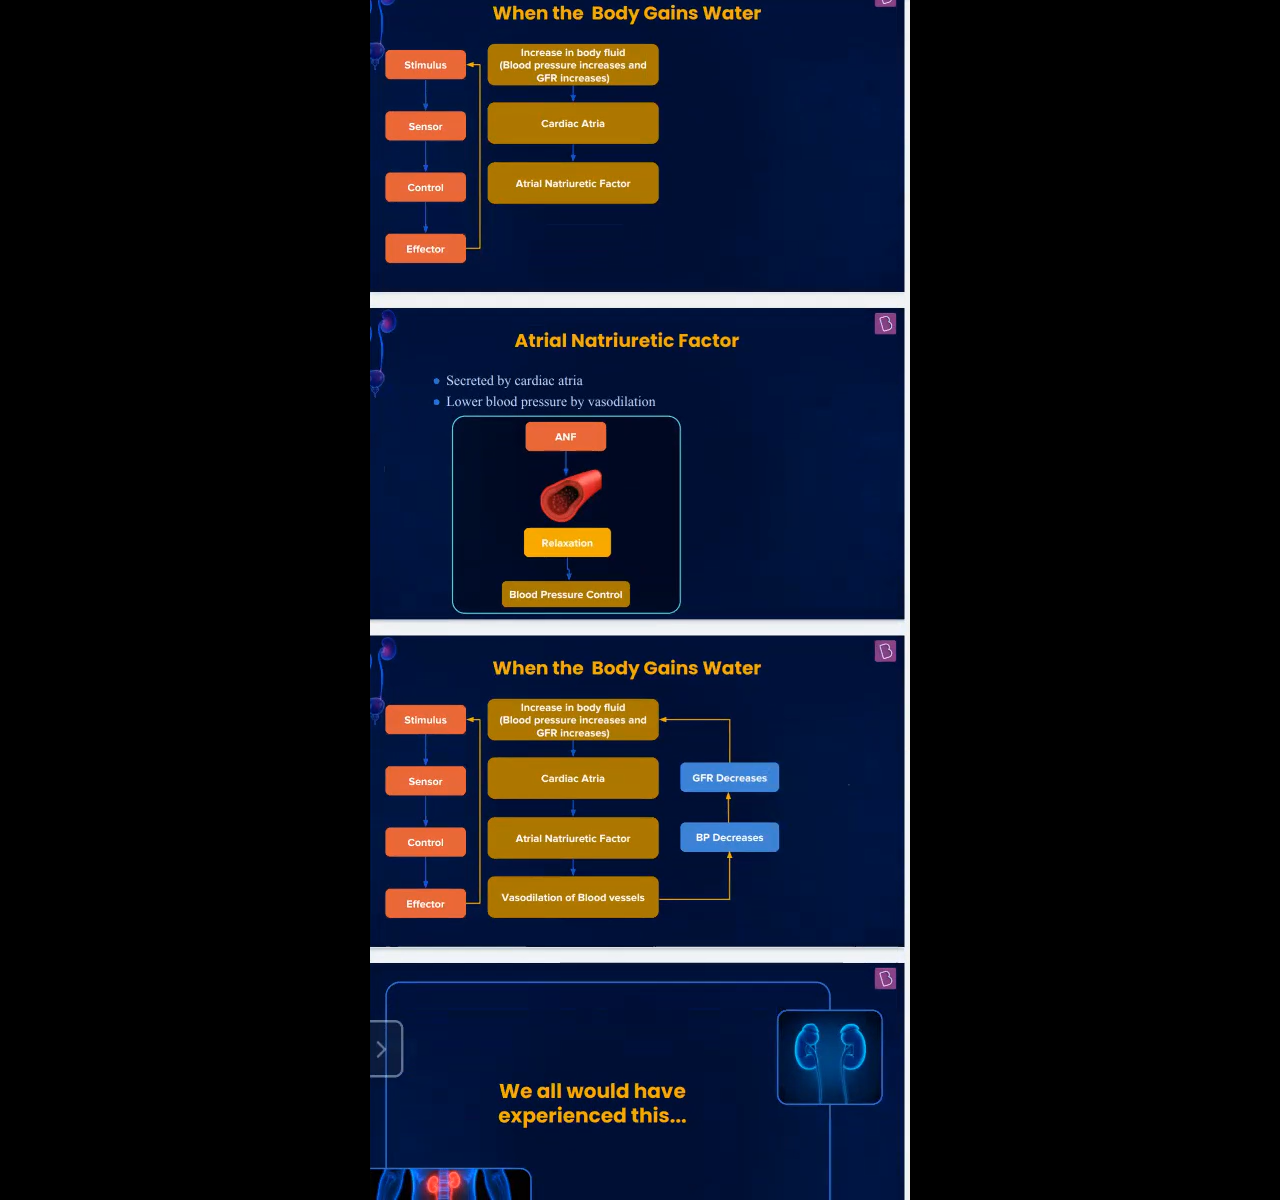 When the Body Gains Water
Stimulus
Sensor
Control
Effector
Increase in body fluid
(Blood pressure increases and
GFR increases)
Cardiac Atria
Atrial Natriuretic Factor
Atrial Natriuretic Factor
Secreted by cardiac atria
Lower blood pressure by vasodilation
ANF
Relaxation
Blood Pressure Control
When the Body Gains Water
Stimulus
Sensor
Control
Effector
Increase in body fluid
(Blood pressure increases and
GFR increases)
Cardiac Atria
Atrial Natriuretic Factor
Vasodilation of Blood vessels
GFR Decreases
BP Decreases
We all would have
experienced this...